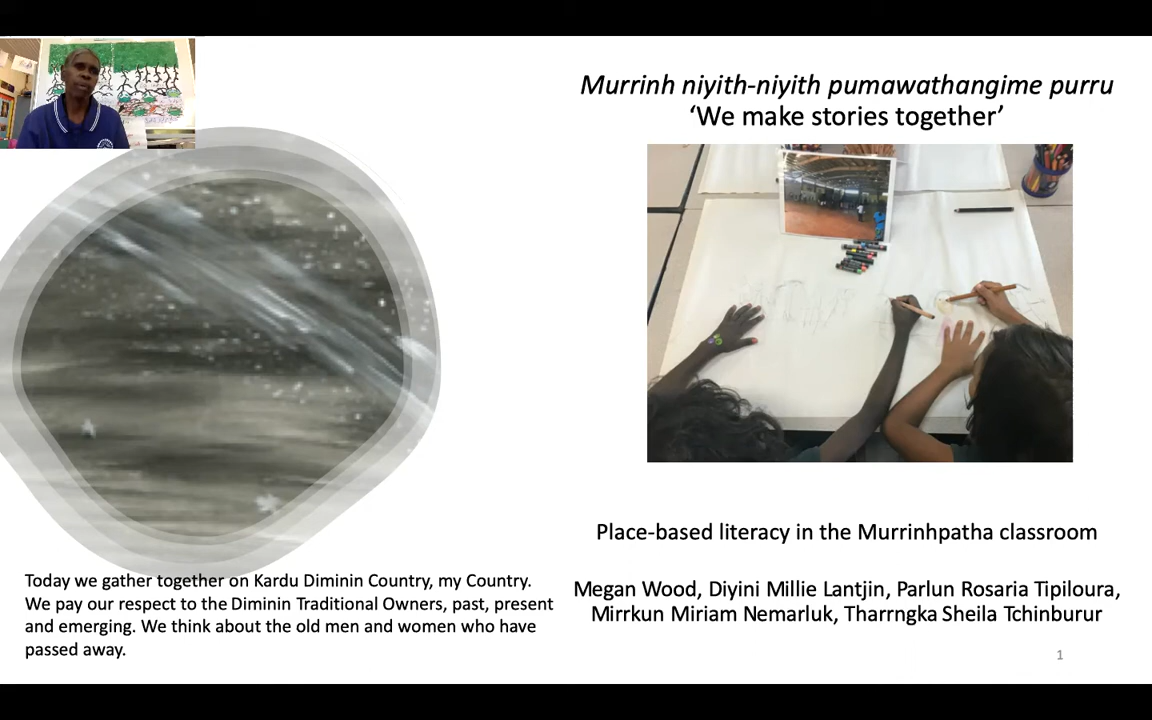 Murrinh niyith-niyith pumawathangime purru
‘We make stories together’
Place-based literacy in the Murrinhpatha classroom
Megan Wood, Diyini Millie Lantjin, Parlun Rosaria Tipiloura,
Mirrkun Miriam Nemarluk, Tharrngka Sheila Tchinburur
Today we gather together on Kardu Diminin Country, my Country.
We pay our respect to the Diminin Traditional Owners, past, present
and emerging. We think about the old men and women who have
passed away.
1